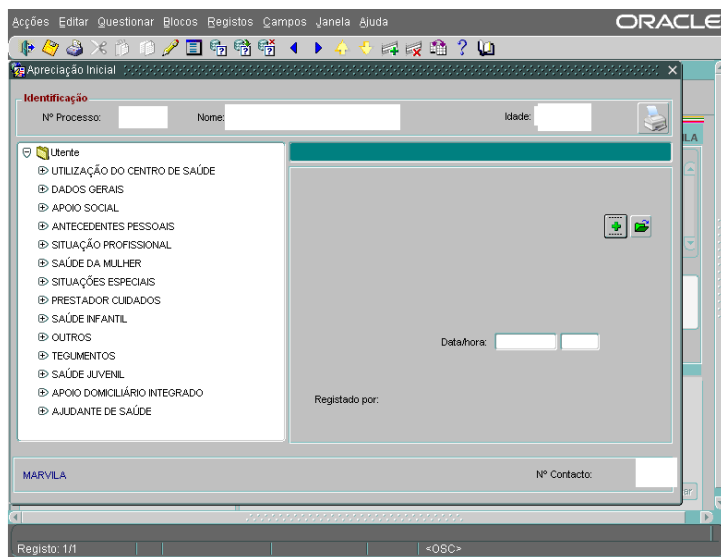 Acções Editar Questionar Blocos Registos Campos Janela Ajuda
ORACLE
Apreciação Inicial
Identificação
Nº Processo: Nome: Idade:
Utente
UTILIZAÇÃO DO CENTRO DE SAÚDE
DADOS GERAIS
APOIO SOCIAL
ANTECEDENTES PESSOAIS
SITUAÇÃO PROFISSIONAL
SAÚDE DA MULHER
SITUAÇÕES ESPECIAIS
PRESTADOR CUIDADOS
SAÚDE INFANTIL
OUTROS
TEGUMENTOS
SAÚDE JUVENIL
APOIO DOMICILIÁRIO INTEGRADO
AJUDANTE DE SAÚDE
Data/hora:
Registado por:
MARVILA Nº Contacto:
Registo: 1/1 <OSC>